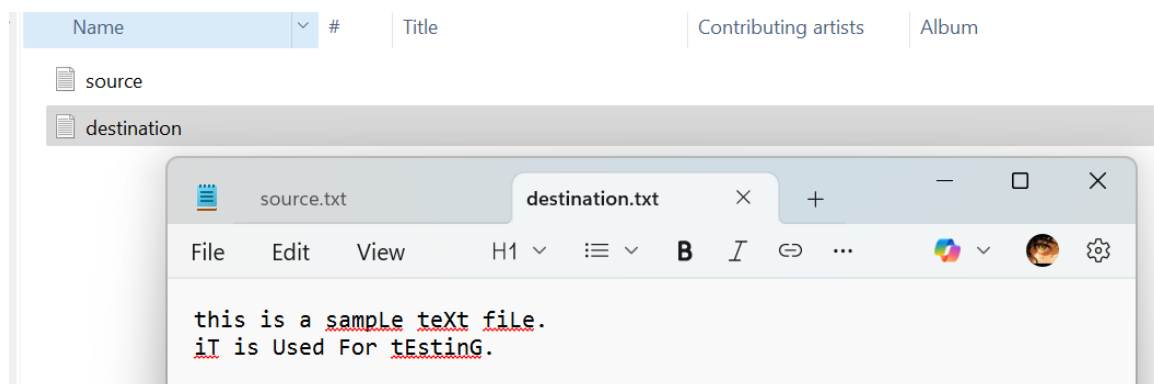 Name # Title Contributing artists Album
source
destination
source.txt destination.txt
File Edit View H1 B I
this is a sampLe teXt fiLe.
iT is Used For tEstinG.